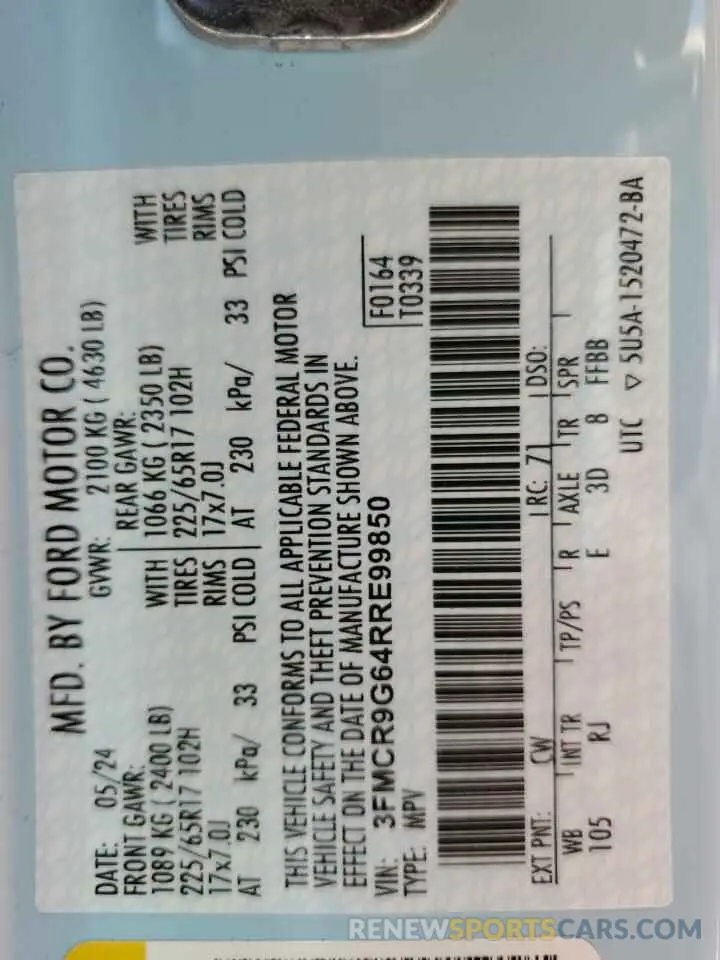 MFD. BY FORD MOTOR CO.
DATE: 05/24 GVWR: 2100 KG ( 4630 LB)
FRONT GAWR: REAR GAWR:
1089 KG ( 2400 LB) WITH 1066 KG ( 2350 LB) WITH
225/65R17 102H TIRES 225/65R17 102H TIRES
17x7.0J RIMS 17x7.0J RIMS
AT 230 kPa/ 33 PSI COLD AT 230 kPa/ 33 PSI COLD
THIS VEHICLE CONFORMS TO ALL APPLICABLE FEDERAL MOTOR
VEHICLE SAFETY AND THEFT PREVENTION STANDARDS IN
EFFECT ON THE DATE OF MANUFACTURE SHOWN ABOVE.
VIN: 3FMCR9G64RRE99850 F0164
TYPE: MPV T0339
EXT PNT: CW RC: 71 DSO:
WB INT TR TP/PS R AXLE TR SPR
105 RJ E 3D 8 FFBB
UTC ▽ 5U5A-1520472-BA
RENEWSPORTSCARS.COM